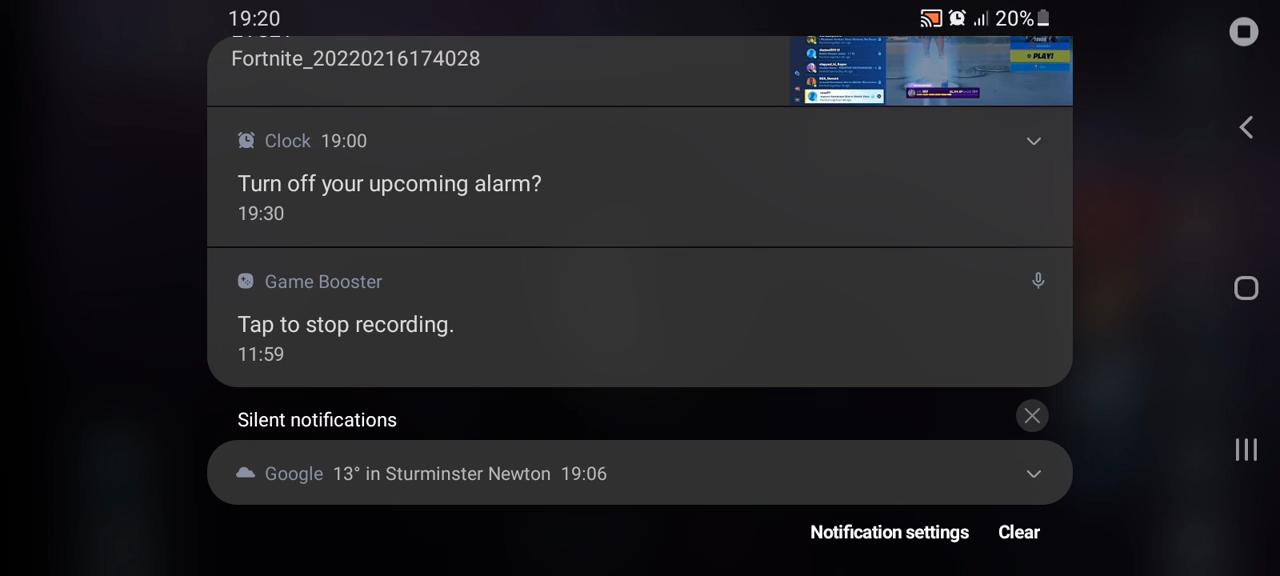 19:20
20%
Fortnite_20220216174028
PLAY!
Clock 19:00
Turn off your upcoming alarm?
19:30
Game Booster
Tap to stop recording.
11:59
Silent notifications
Google 13° in Sturminster Newton 19:06
Notification settings Clear